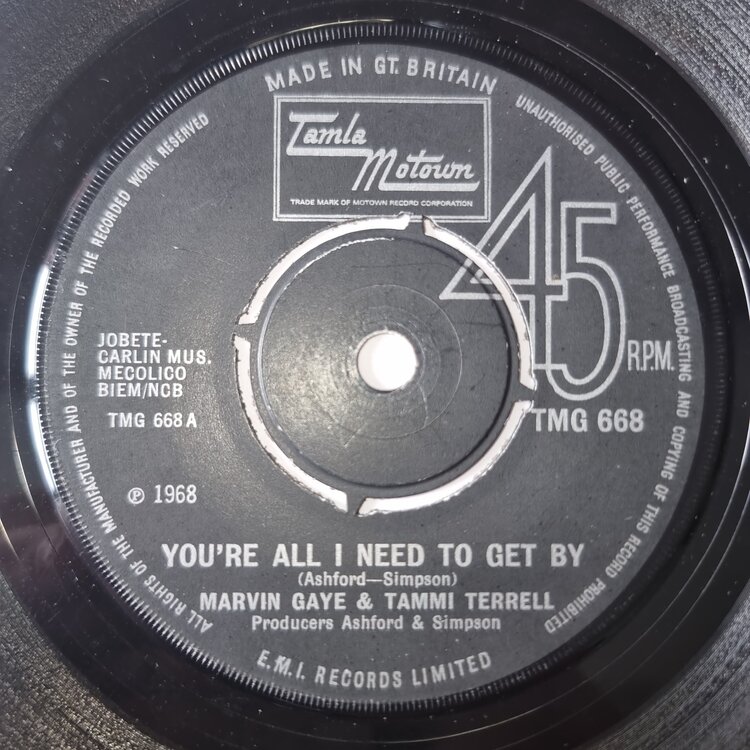 MADE IN GT. BRITAIN
Tamla
Motown
TRADE MARK OF MOTOWN RECORD CORPORATION
45
R.P.M.
JOBETE-
CARLIN MUS.
MECOLICO
BIEM/NCB
TMG 668 A
TMG 668
℗ 1968
YOU'RE ALL I NEED TO GET BY
(Ashford—Simpson)
MARVIN GAYE & TAMMI TERRELL
Producers Ashford & Simpson
E.M.I. RECORDS LIMITED
ALL RIGHTS OF THE MANUFACTURER AND OF THE OWNER OF THE RECORDED WORK RESERVED
UNAUTHORISED PUBLIC PERFORMANCE BROADCASTING AND COPYING OF THIS RECORD PROHIBITED